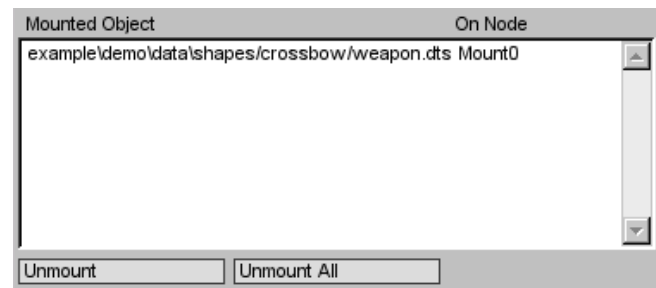 Mounted Object On Node
example\demo\data\shapes/crossbow/weapon.dts Mount0
Unmount Unmount All